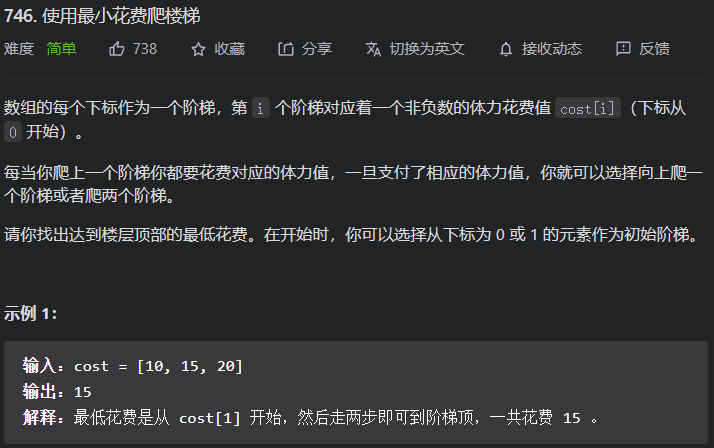 746. 使用最小花费爬楼梯
难度 简单 738 收藏 分享 切换为英文 接收动态 反馈
数组的每个下标作为一个阶梯，第 i 个阶梯对应着一个非负数的体力花费值 cost[i]（下标从
0 开始）。
每当你爬上一个阶梯你都要花费对应的体力值，一旦支付了相应的体力值，你就可以选择向上爬一
个阶梯或者爬两个阶梯。
请你找出达到楼层顶部的最低花费。在开始时，你可以选择从下标为 0 或 1 的元素作为初始阶梯。
示例 1：
输入：cost = [10, 15, 20]
输出：15
解释：最低花费是从 cost[1] 开始，然后走两步即可到阶梯顶，一共花费 15 。